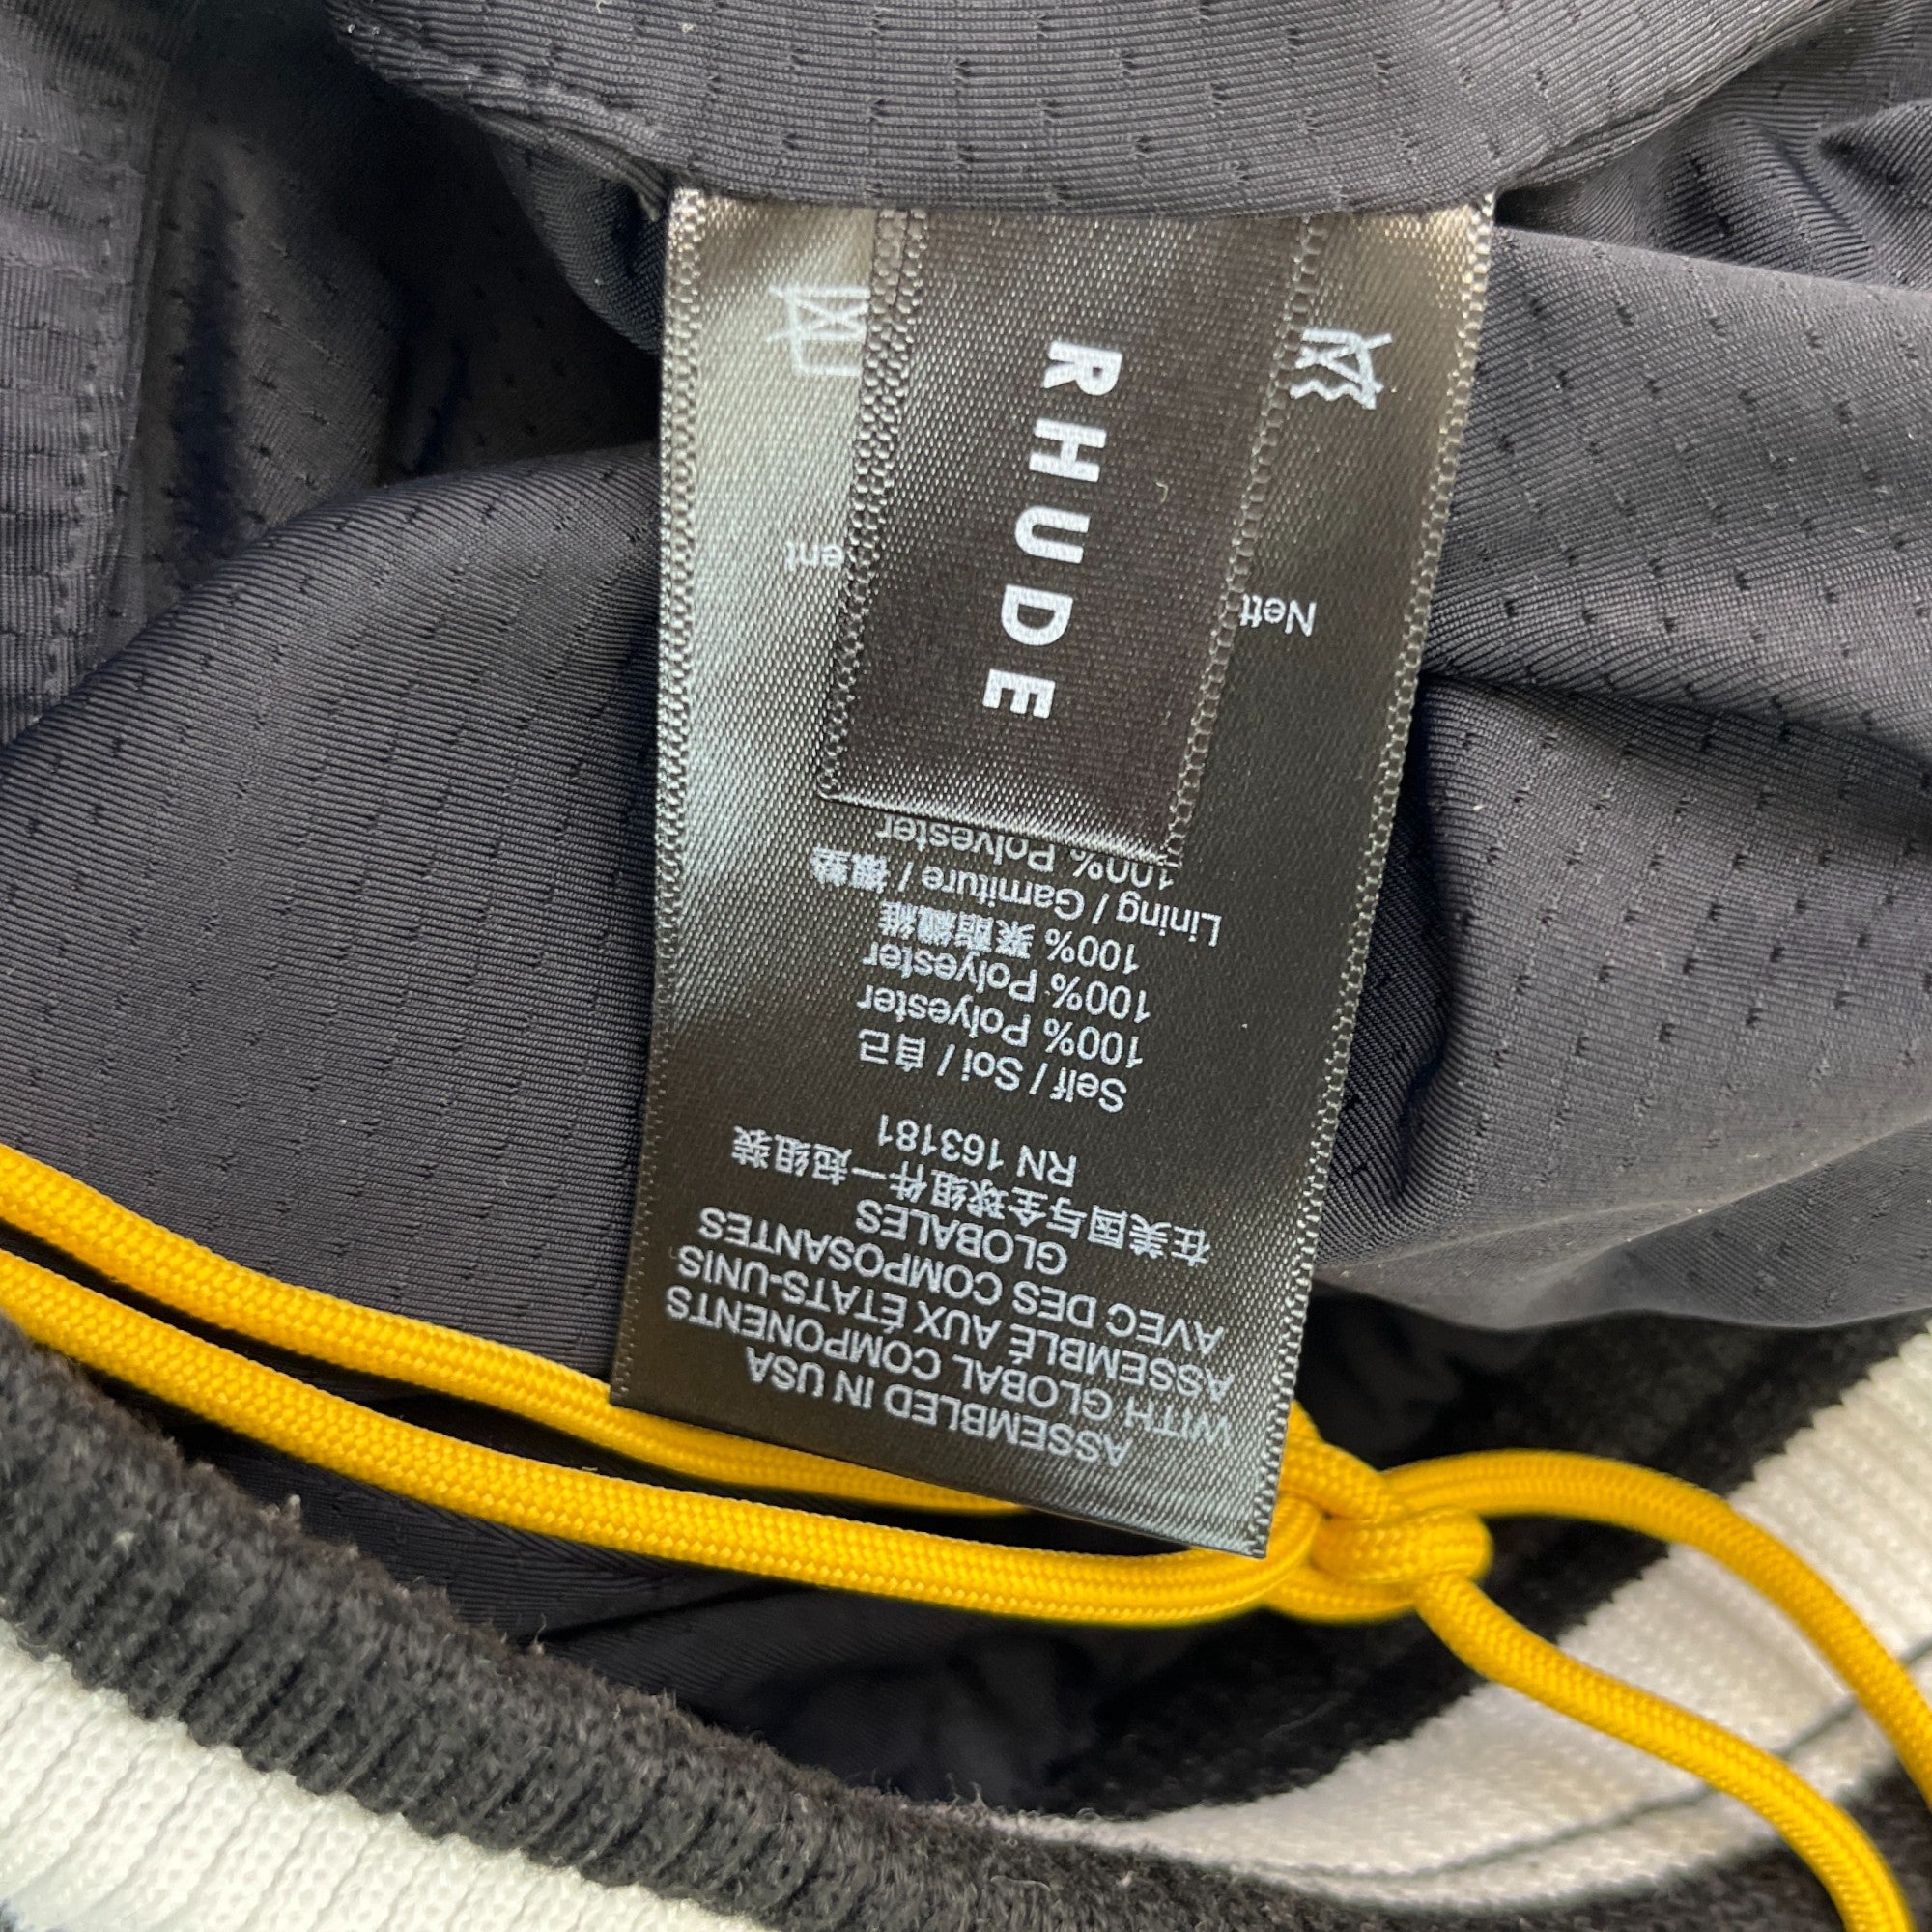 RHUDE
ASSEMBLED IN USA
WITH GLOBAL COMPONENTS
ASSEMBLÉ AUX ÉTATS-UNIS
AVEC DES COMPOSANTES
GLOBALES
在美国与全球组件一起组装
RN 163181
Self / Soi / 自己
100% Polyester
100% Polyester
100% 聚酯纖維
Lining / Garniture / 襯墊
100% Polyester